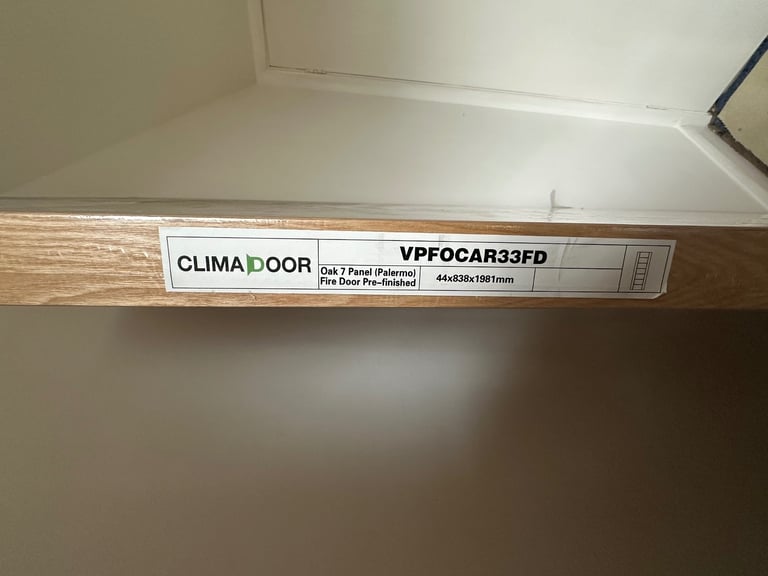 CLIMADOOR
VPFOCAR33FD
Oak 7 Panel (Palermo)
Fire Door Pre-finished
44x838x1981mm